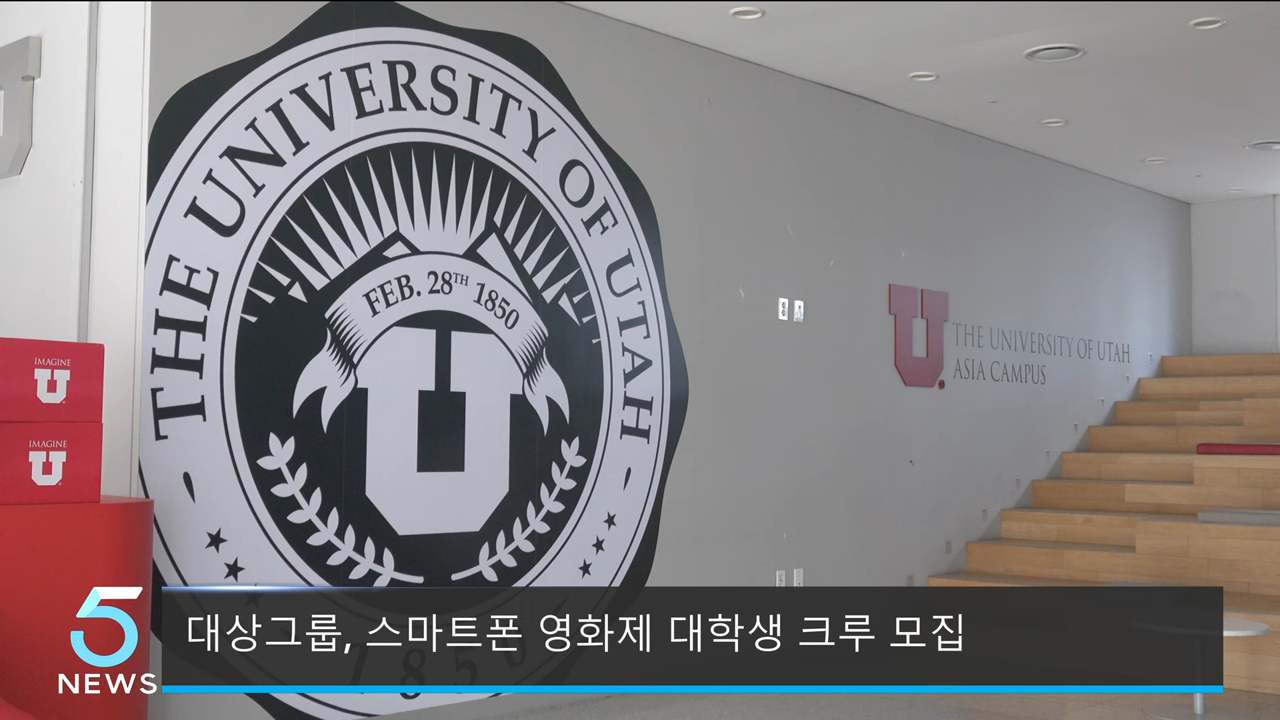 THE UNIVERSITY OF UTAH
FEB. 28TH 1850
U
1850
U
THE UNIVERSITY OF UTAH
ASIA CAMPUS
IMAGINE
U
IMAGINE
U
5
NEWS
대상그룹, 스마트폰 영화제 대학생 크루 모집